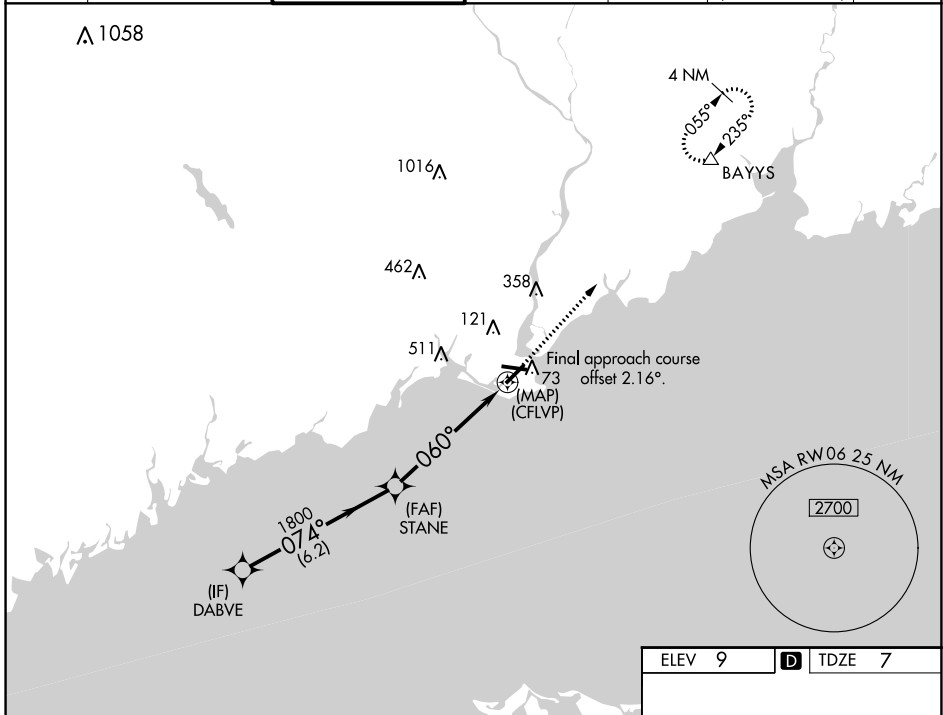 1058
4 NM
055°
235°
BAYYS
1016
462
358
121
511
Final approach course
offset 2.16°.
73
(MAP)
(CFLVP)
060°
(FAF)
STANE
1800
074°
(6.2)
(IF)
DABVE
MSA RW06 25 NM
2700
ELEV 9 D TDZE 7